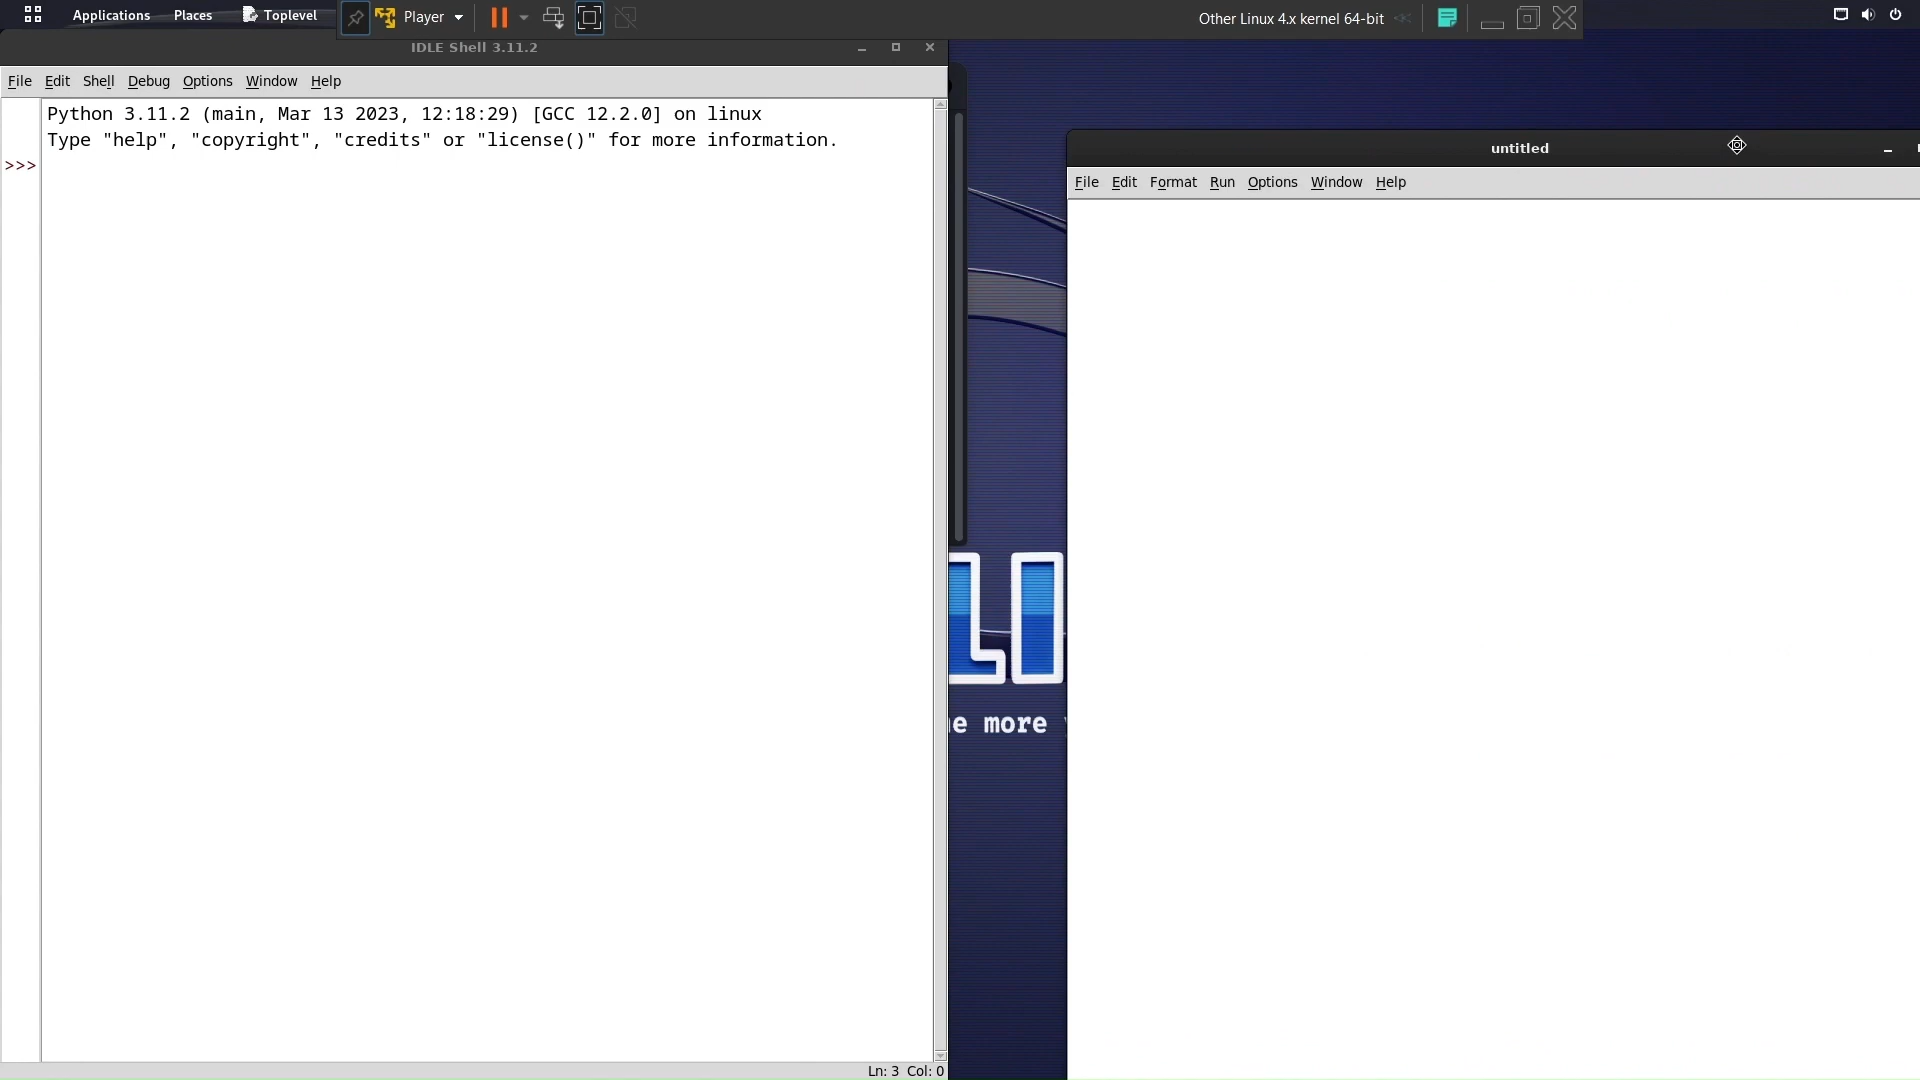 Applications Places Toplevel Player Other Linux 4.x kernel 64-bit
IDLE Shell 3.11.2
File Edit Shell Debug Options Window Help
Python 3.11.2 (main, Mar 13 2023, 12:18:29) [GCC 12.2.0] on linux
Type "help", "copyright", "credits" or "license()" for more information.
>>>
Ln: 3 Col: 0
untitled
File Edit Format Run Options Window Help
LI
more